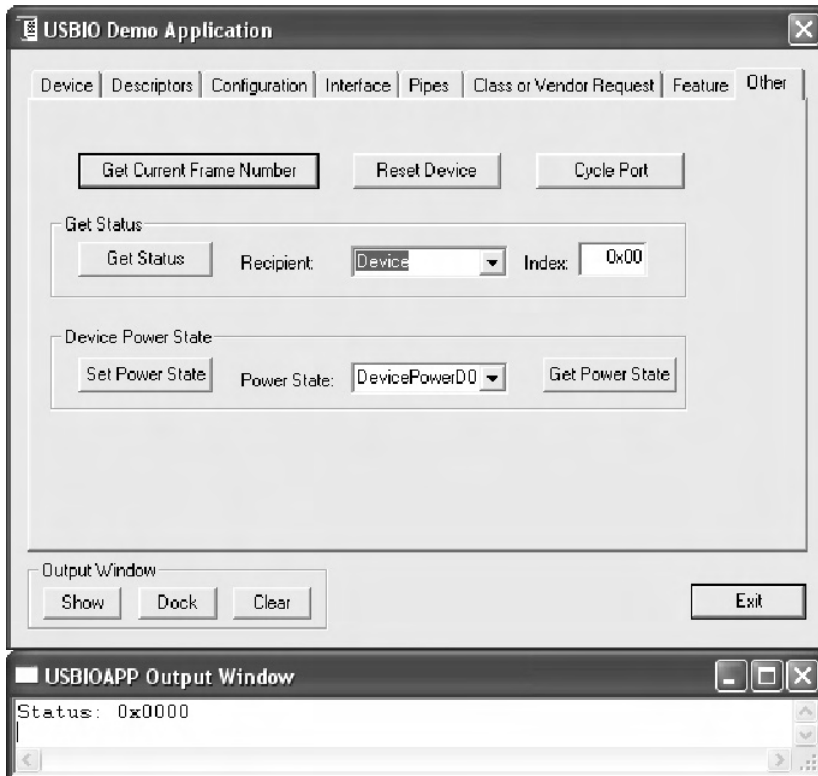 USBIO Demo Application
Device Descriptors Configuration Interface Pipes Class or Vendor Request Feature Other
Get Current Frame Number Reset Device Cycle Port
Get Status
Get Status Recipient: Device Index: 0x00
Device Power State
Set Power State Power State: DevicePowerD0 Get Power State
Output Window
Show Dock Clear Exit
USBIOAPP Output Window
Status: 0x0000